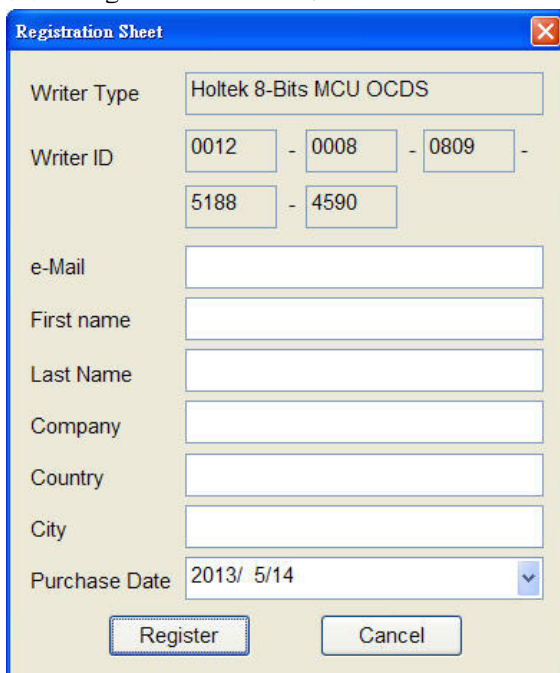 Registration Sheet
Writer Type Holtek 8-Bits MCU OCDS
Writer ID 0012 - 0008 - 0809 -
5188 - 4590
e-Mail
First name
Last Name
Company
Country
City
Purchase Date 2013/ 5/14
Register Cancel